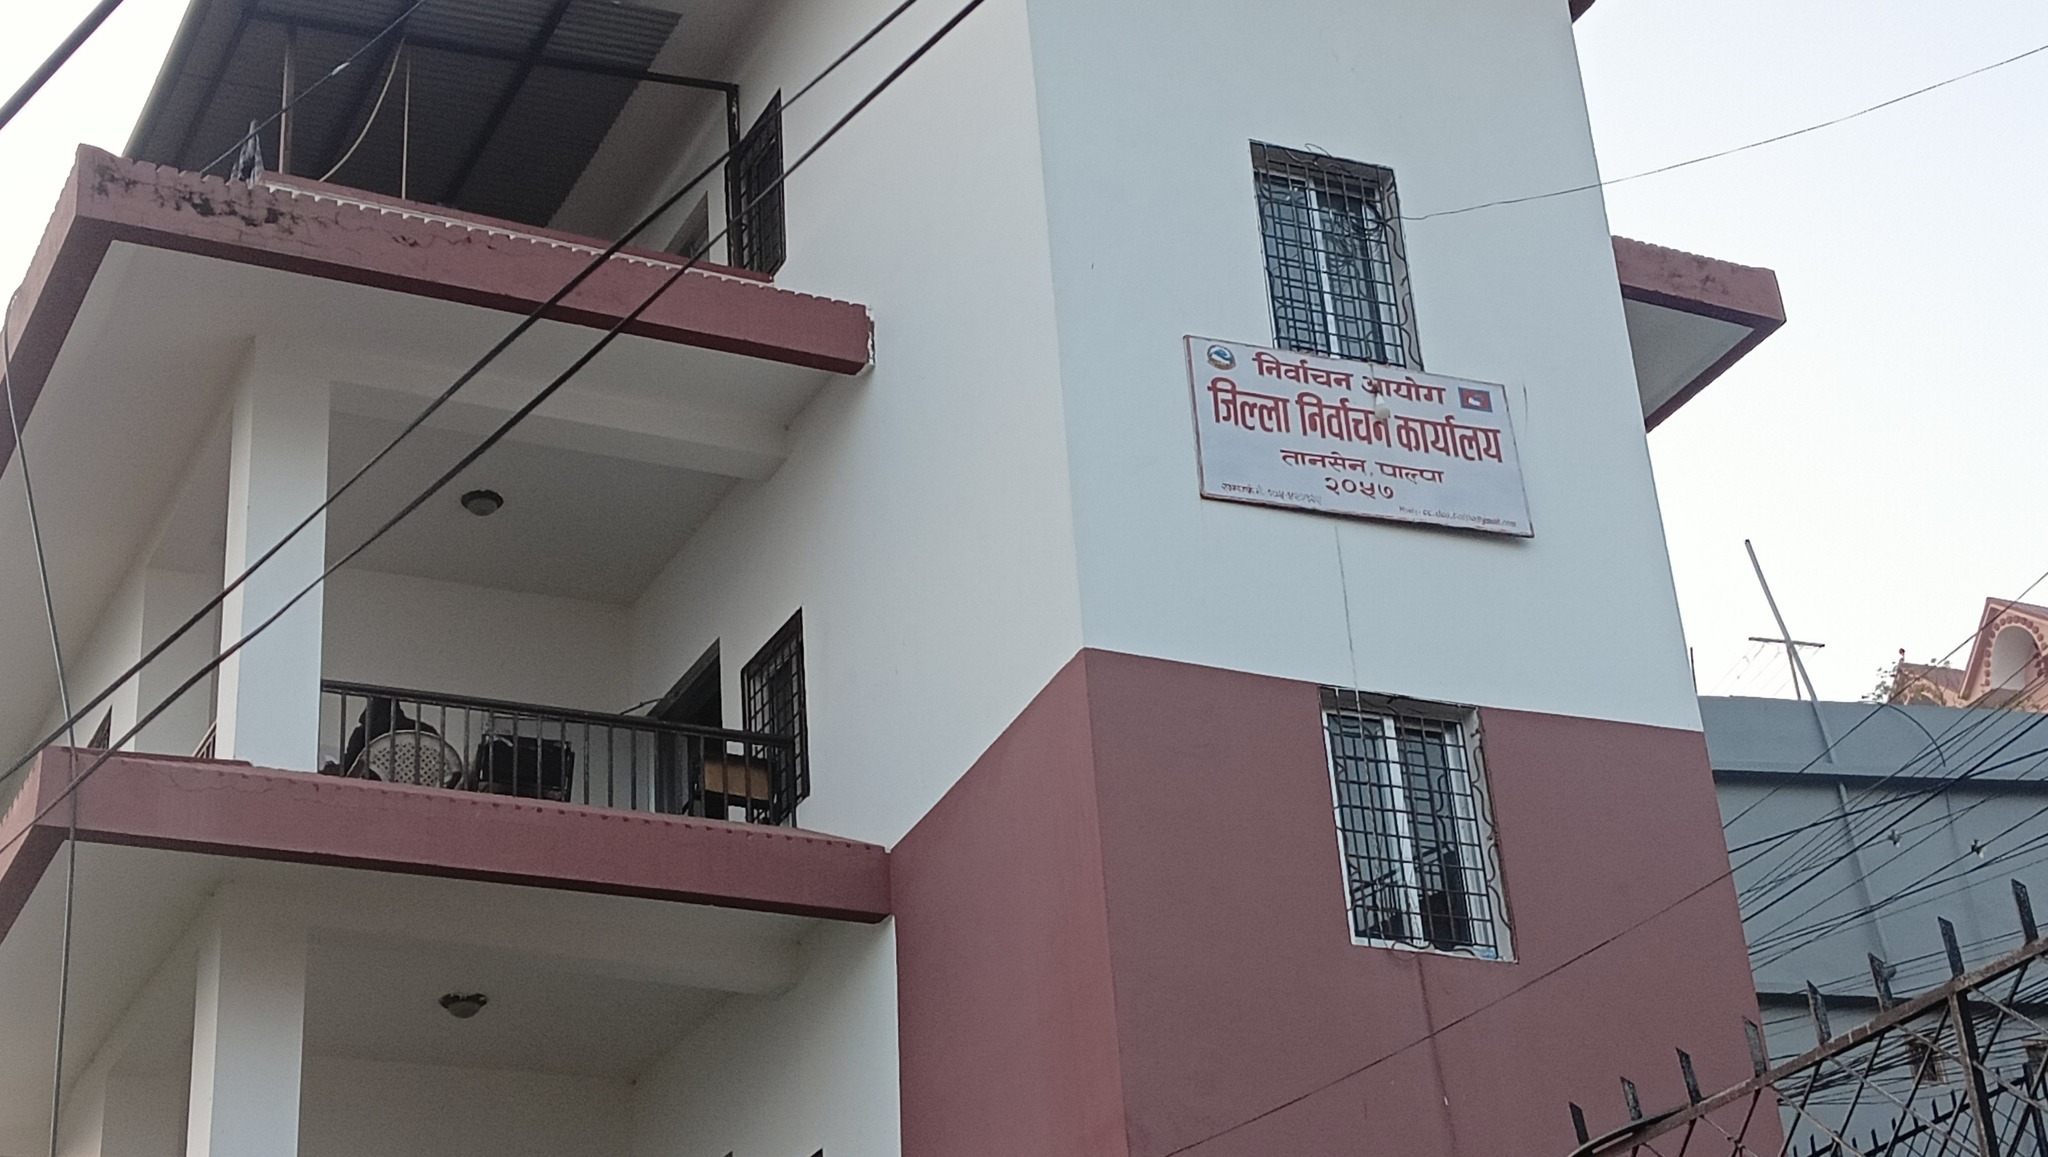 निर्वाचन आयोग
जिल्ला निर्वाचन कार्यालय
तानसेन, पाल्पा
२०५७